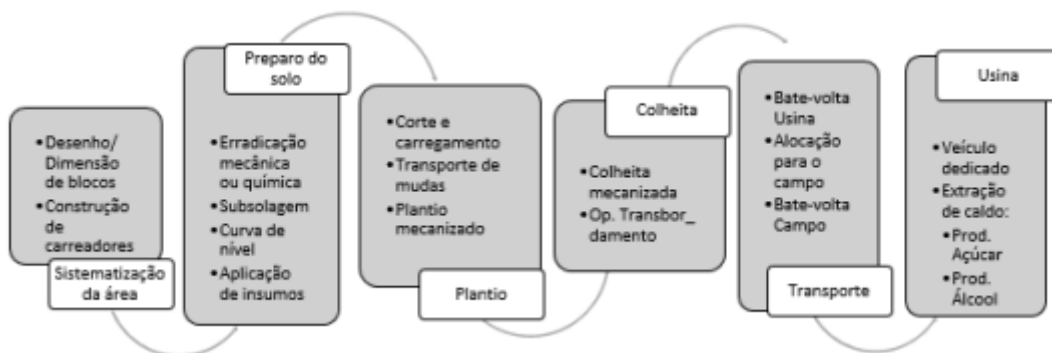 •Desenho/
Dimensão
de blocos
•Construção
de
carreadores
Sistematização
da área
Preparo do
solo
•Erradicação
mecânica
ou química
•Subsolagem
•Curva de
nível
•Aplicação
de insumos
•Corte e
carregamento
•Transporte de
mudas
•Plantio
mecanizado
Plantio
Colheita
•Colheita
mecanizada
•Op. Transbor_
damento
•Bate-volta
Usina
•Alocação
para o
campo
•Bate-volta
Campo
Transporte
Usina
•Veículo
dedicado
•Extração
de caldo:
•Prod.
Açúcar
•Prod.
Álcool